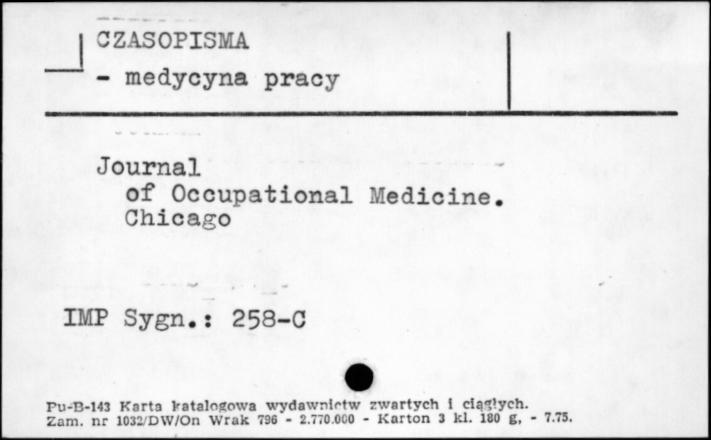 CZASOPISMA
- medycyna pracy
Journal
of Occupational Medicine.
Chicago
IMP Sygn.: 258-C
Pu-B-143 Karta katalogowa wydawnictw zwartych i ciągłych.
Zam. nr 1032/DW/On Wrak 796 - 2.770.000 - Karton 3 kl. 180 g, - 7.75.